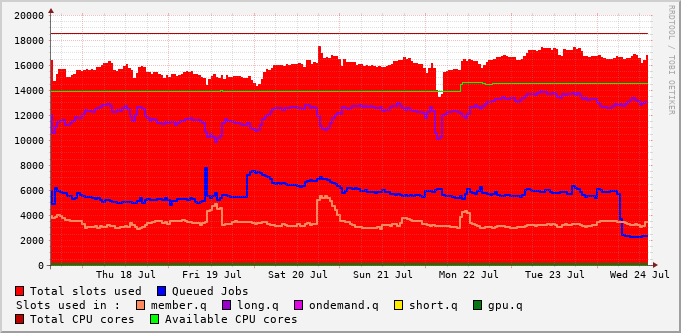 RRDTOOL / TOBI OETIKER
20000
18000
16000
14000
12000
10000
8000
6000
4000
2000
0
Thu 18 Jul Fri 19 Jul Sat 20 Jul Sun 21 Jul Mon 22 Jul Tue 23 Jul Wed 24 Jul
Total slots used Queued Jobs
Slots used in : member.q long.q ondemand.q short.q gpu.q
Total CPU cores Available CPU cores